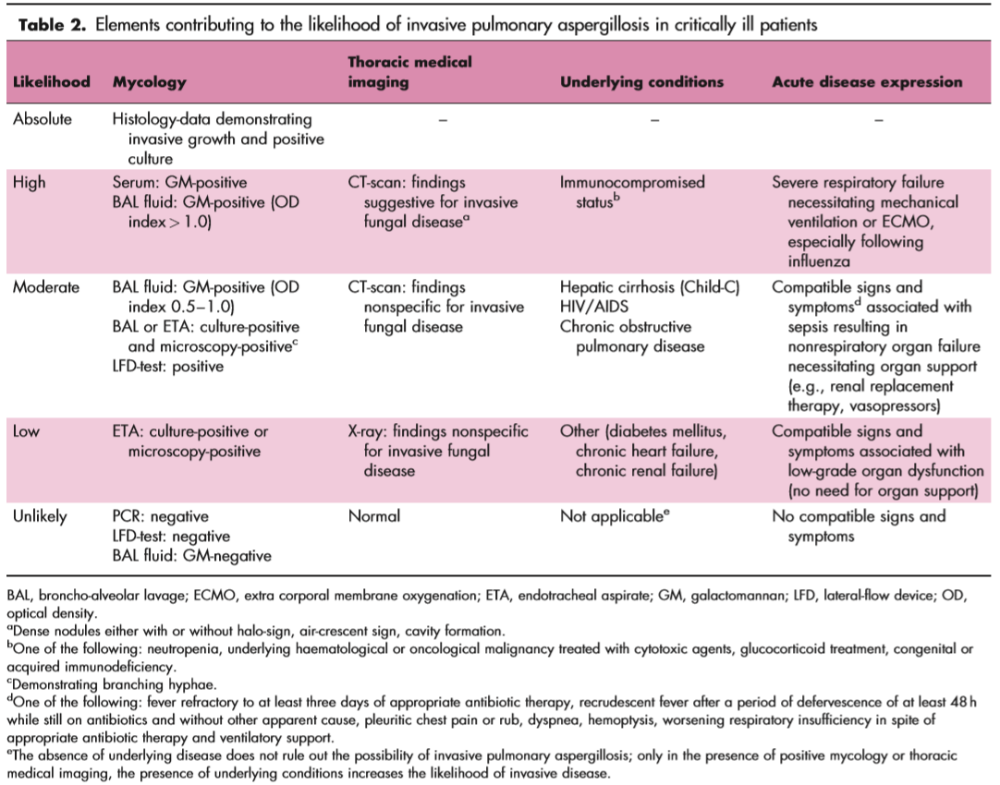 Table 2. Elements contributing to the likelihood of invasive pulmonary aspergillosis in critically ill patients
Likelihood
Mycology
Thoracic medical
imaging
Underlying conditions
Acute disease expression
Absolute
Histology-data demonstrating
invasive growth and positive
culture
–
–
–
High
Serum: GM-positive
BAL fluid: GM-positive (OD
index > 1.0)
CT-scan: findings
suggestive for invasive
fungal diseaseᵃ
Immunocompromised
statusᵇ
Severe respiratory failure
necessitating mechanical
ventilation or ECMO,
especially following
influenza
Moderate
BAL fluid: GM-positive (OD
index 0.5–1.0)
BAL or ETA: culture-positive
and microscopy-positiveᶜ
LFD-test: positive
CT-scan: findings
nonspecific for invasive
fungal disease
Hepatic cirrhosis (Child-C)
HIV/AIDS
Chronic obstructive
pulmonary disease
Compatible signs and
symptomsᵈ associated with
sepsis resulting in
nonrespiratory organ failure
necessitating organ support
(e.g., renal replacement
therapy, vasopressors)
Low
ETA: culture-positive or
microscopy-positive
X-ray: findings nonspecific
for invasive fungal
disease
Other (diabetes mellitus,
chronic heart failure,
chronic renal failure)
Compatible signs and
symptoms associated with
low-grade organ dysfunction
(no need for organ support)
Unlikely
PCR: negative
LFD-test: negative
BAL fluid: GM-negative
Normal
Not applicableᵉ
No compatible signs and
symptoms
BAL, broncho-alveolar lavage; ECMO, extra corporal membrane oxygenation; ETA, endotracheal aspirate; GM, galactomannan; LFD, lateral-flow device; OD,
optical density.
ᵃDense nodules either with or without halo-sign, air-crescent sign, cavity formation.
ᵇOne of the following: neutropenia, underlying haematological or oncological malignancy treated with cytotoxic agents, glucocorticoid treatment, congenital or
acquired immunodeficiency.
ᶜDemonstrating branching hyphae.
ᵈOne of the following: fever refractory to at least three days of appropriate antibiotic therapy, recrudescent fever after a period of defervescence of at least 48 h
while still on antibiotics and without other apparent cause, pleuritic chest pain or rub, dyspnea, hemoptysis, worsening respiratory insufficiency in spite of
appropriate antibiotic therapy and ventilatory support.
ᵉThe absence of underlying disease does not rule out the possibility of invasive pulmonary aspergillosis; only in the presence of positive mycology or thoracic
medical imaging, the presence of underlying conditions increases the likelihood of invasive disease.